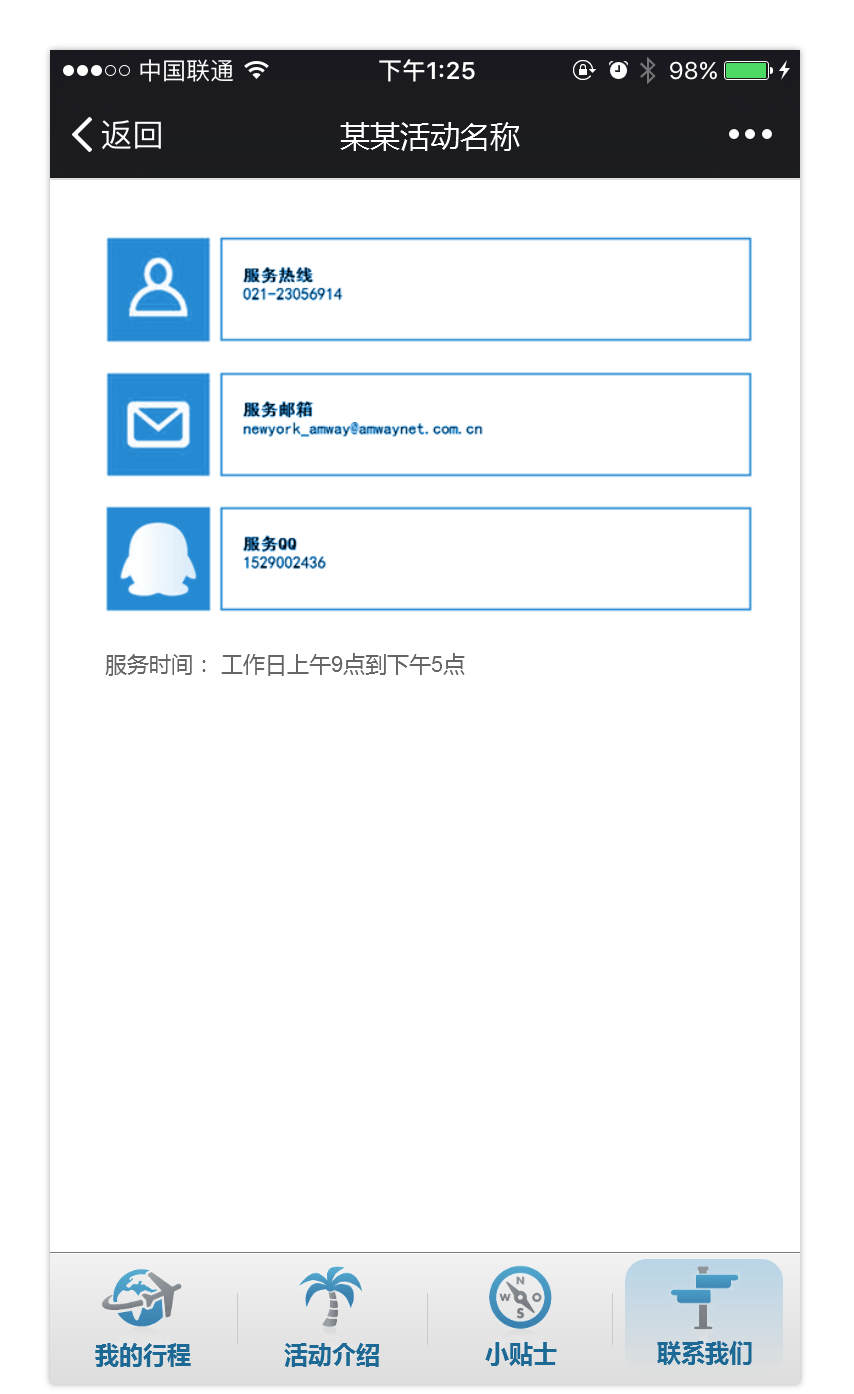 中国联通 下午1:25 98%
返回 某某活动名称
服务热线
021-23056914
服务邮箱
newyork_amway@amwaynet.com.cn
服务QQ
1529002436
服务时间： 工作日上午9点到下午5点
N
W O
S
我的行程 活动介绍 小贴士 联系我们